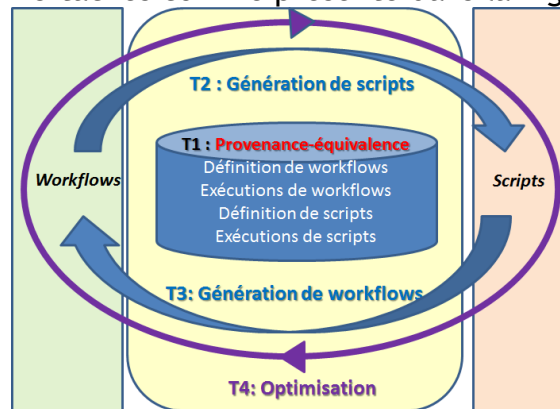 T2 : Génération de scripts
T1 : Provenance-équivalence
Définition de workflows
Workflows
Exécutions de workflows
Scripts
Définition de scripts
Exécutions de scripts
T3: Génération de workflows
T4: Optimisation